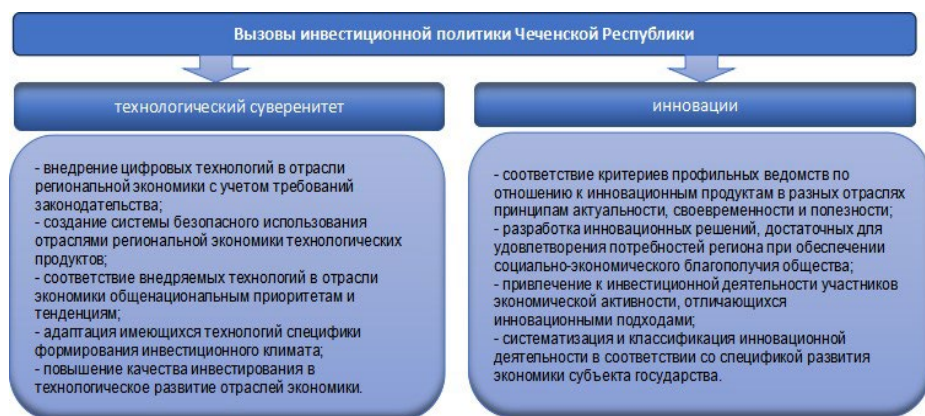 Вызовы инвестиционной политики Чеченской Республики
технологический суверенитет
- внедрение цифровых технологий в отрасли
региональной экономики с учетом требований
законодательства;
- создание системы безопасного использования
отраслями региональной экономики технологических
продуктов;
- соответствие внедряемых технологий в отрасли
экономики общенациональным приоритетам и
тенденциям;
- адаптация имеющихся технологий специфики
формирования инвестиционного климата;
- повышение качества инвестирования в
технологическое развитие отраслей экономики.
инновации
- соответствие критериев профильных ведомств по
отношению к инновационным продуктам в разных отраслях
принципам актуальности, своевременности и полезности;
- разработка инновационных решений, достаточных для
удовлетворения потребностей региона при обеспечении
социально-экономического благополучия общества;
- привлечение к инвестиционной деятельности участников
экономической активности, отличающихся
инновационными подходами;
- систематизация и классификация инновационной
деятельности в соответствии со спецификой развития
экономики субъекта государства.